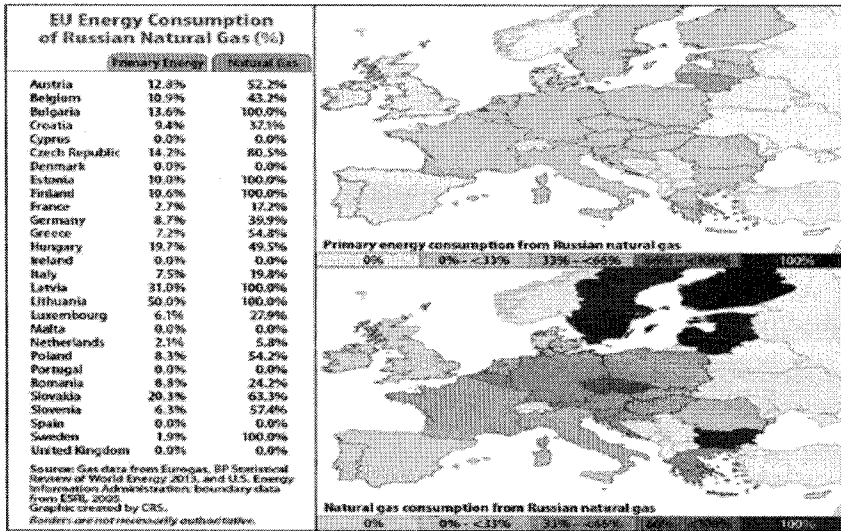 EU Energy Consumption
of Russian Natural Gas (%)
Primary Energy Natural Gas
Austria 12.8% 52.2%
Belgium 10.9% 43.2%
Bulgaria 13.6% 100.0%
Croatia 9.4% 37.1%
Cyprus 0.0% 0.0%
Czech Republic 14.2% 80.5%
Denmark 0.0% 0.0%
Estonia 10.0% 100.0%
Finland 10.6% 100.0%
France 2.7% 17.2%
Germany 8.7% 39.9%
Greece 7.2% 54.8%
Hungary 19.7% 49.5%
Ireland 0.0% 0.0%
Italy 7.5% 19.8%
Latvia 31.0% 100.0%
Lithuania 50.0% 100.0%
Luxembourg 6.1% 27.9%
Malta 0.0% 0.0%
Netherlands 2.1% 5.8%
Poland 8.3% 54.2%
Portugal 0.0% 0.0%
Romania 8.8% 24.2%
Slovakia 20.3% 63.3%
Slovenia 6.3% 57.4%
Spain 0.0% 0.0%
Sweden 1.9% 100.0%
United Kingdom 0.0% 0.0%
Source: Gas data from Eurogas, BP Statistical
Review of World Energy 2013, and U.S. Energy
Information Administration; boundary data
from ESRI, 2005.
Graphic created by CRS.
Borders are not necessarily authoritative.
Primary energy consumption from Russian natural gas
0% 0% - <33% 33% - <66% 66% - <100% 100%
Natural gas consumption from Russian natural gas
0% 0% - <33% 33% - <66% 66% - <100% 100%